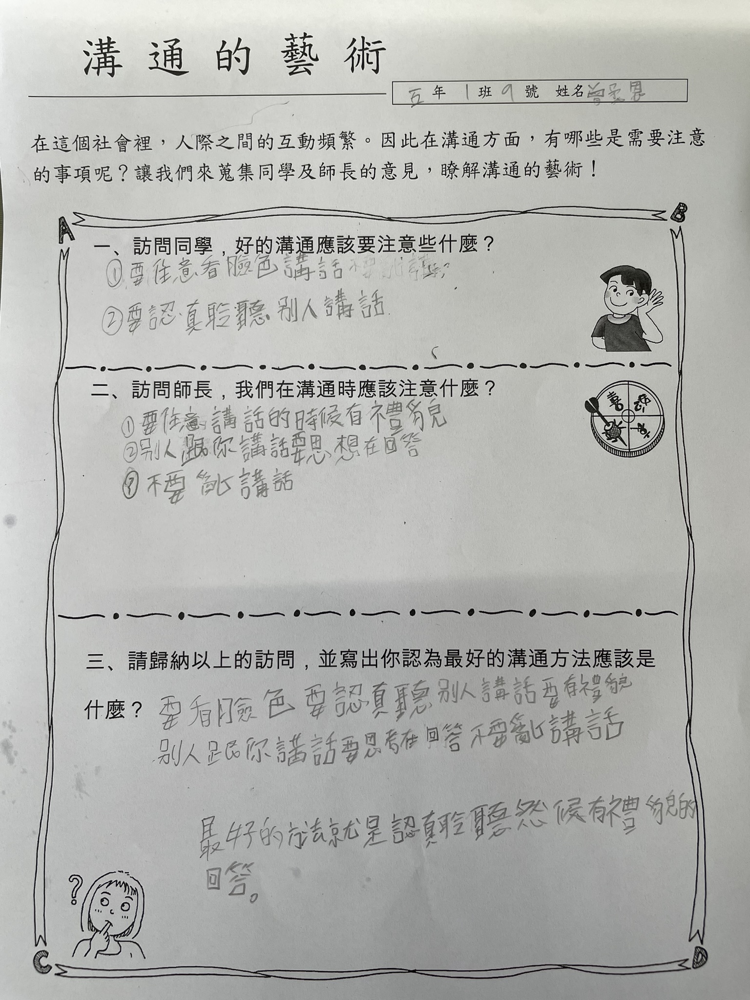 溝通的藝術
五年 1 班 9 號 姓名 曾柔恩
在這個社會裡，人際之間的互動頻繁。因此在溝通方面，有哪些是需要注意
的事項呢？讓我們來蒐集同學及師長的意見，瞭解溝通的藝術！
A
B
一、訪問同學，好的溝通應該要注意些什麼？
①要住意看臉色講話
②要認真聆聽別人講話
二、訪問師長，我們在溝通時應該注意什麼？
①要住意講話的時候有禮貌
②別人跟你講話要思想在回答
不要亂講話
喜 怒
哀
三、請歸納以上的訪問，並寫出你認為最好的溝通方法應該是
什麼？要看臉色要認真聽別人講話要有禮貌
別人跟你講話要思考在回答不要亂講話
最好的方法就是認真聆聽然候有禮貌的
回答。
?
C
D